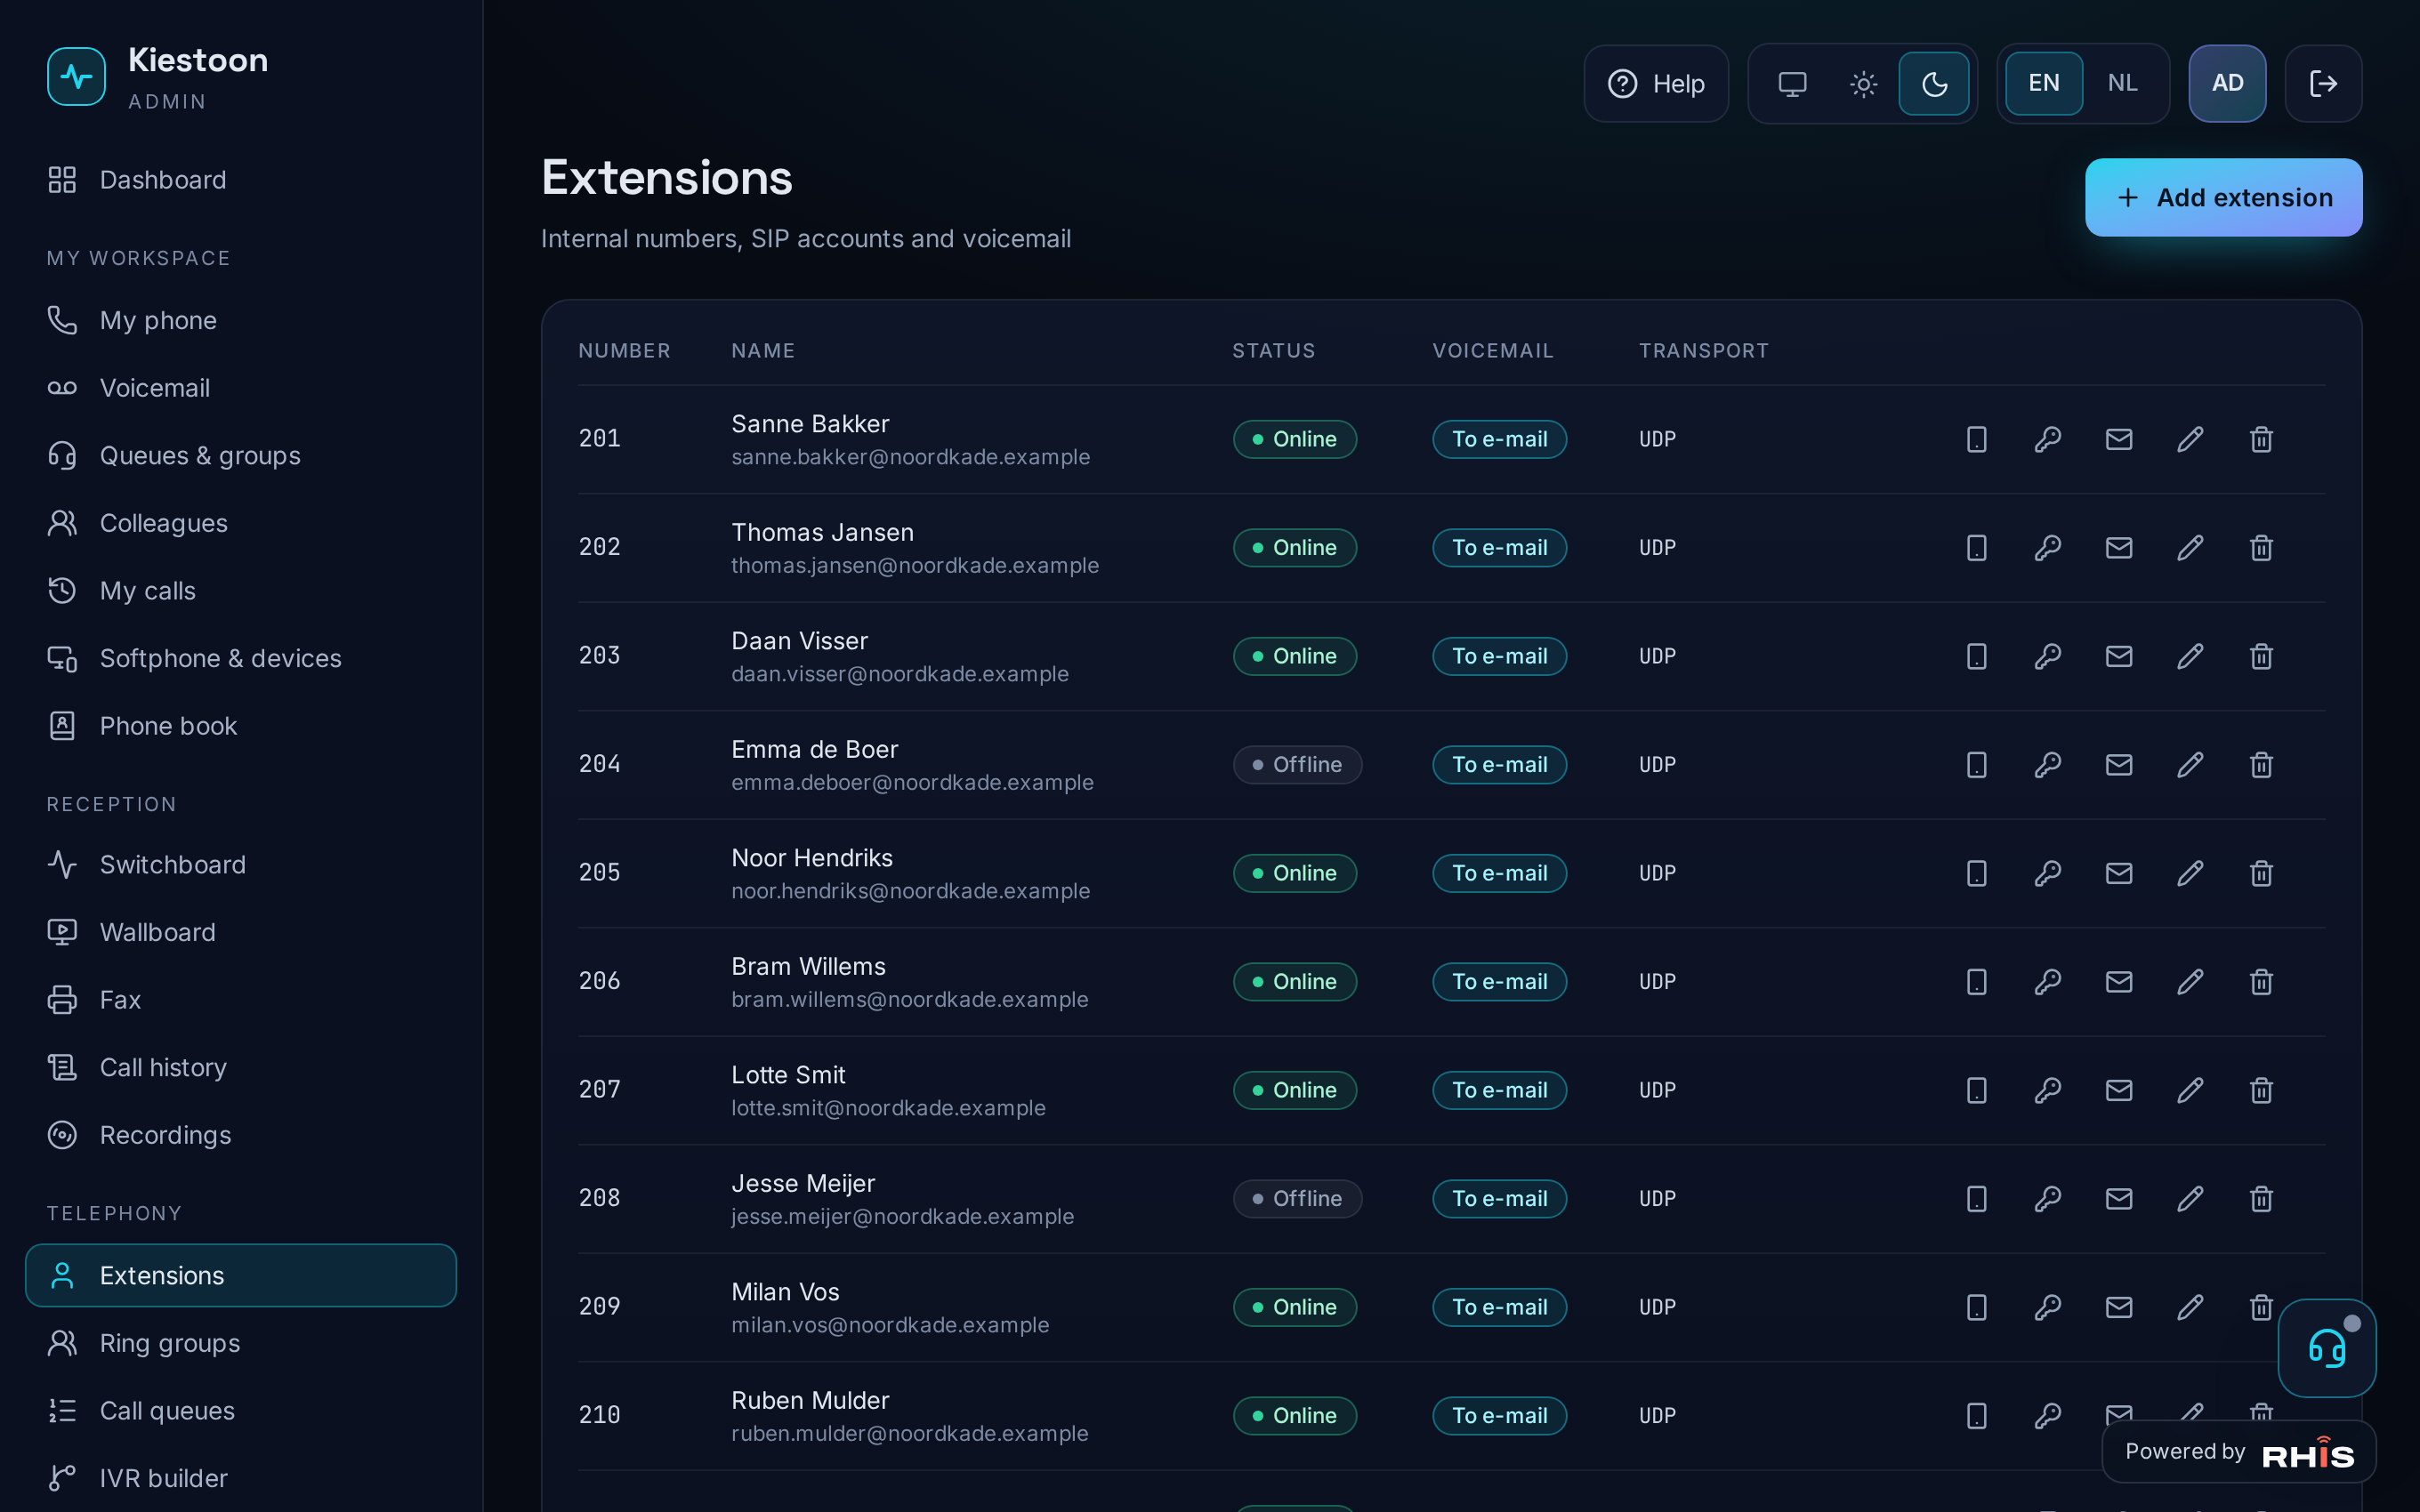 Kiestoon
ADMIN
Dashboard
MY WORKSPACE
My phone
Voicemail
Queues & groups
Colleagues
My calls
Softphone & devices
Phone book
RECEPTION
Switchboard
Wallboard
Fax
Call history
Recordings
TELEPHONY
Extensions
Ring groups
Call queues
IVR builder
Help
EN NL
AD
Extensions
Internal numbers, SIP accounts and voicemail
Add extension
NUMBER NAME STATUS VOICEMAIL TRANSPORT
201 Sanne Bakker Online To e-mail UDP
sanne.bakker@noordkade.example
202 Thomas Jansen Online To e-mail UDP
thomas.jansen@noordkade.example
203 Daan Visser Online To e-mail UDP
daan.visser@noordkade.example
204 Emma de Boer Offline To e-mail UDP
emma.deboer@noordkade.example
205 Noor Hendriks Online To e-mail UDP
noor.hendriks@noordkade.example
206 Bram Willems Online To e-mail UDP
bram.willems@noordkade.example
207 Lotte Smit Online To e-mail UDP
lotte.smit@noordkade.example
208 Jesse Meijer Offline To e-mail UDP
jesse.meijer@noordkade.example
209 Milan Vos Online To e-mail UDP
milan.vos@noordkade.example
210 Ruben Mulder Online To e-mail UDP
ruben.mulder@noordkade.example
Powered by RHiS